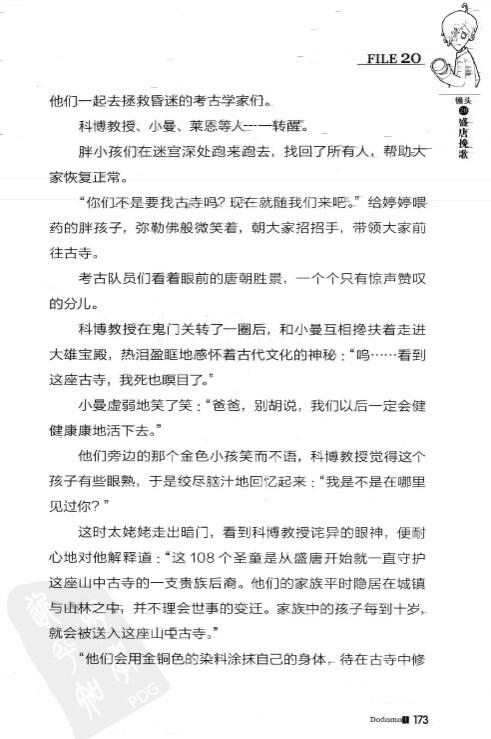 FILE 20
镜头
20
盛唐挽歌
他们一起去拯救昏迷的考古学家们。
科博教授、小曼、莱恩等人一一转醒。
胖小孩们在迷宫深处跑来跑去，找回了所有人，帮助大
家恢复正常。
“你们不是要找古寺吗？现在就随我们来吧。”给婷婷喂
药的胖孩子，弥勒佛般微笑着，朝大家招招手，带领大家前
往古寺。
考古队员们看着眼前的唐朝胜景，一个个只有惊声赞叹
的分儿。
科博教授在鬼门关转了一圈后，和小曼互相搀扶着走进
大雄宝殿，热泪盈眶地感怀着古代文化的神秘：“呜……看到
这座古寺，我死也瞑目了。”
小曼虚弱地笑了笑：“爸爸，别胡说，我们以后一定会健
健康康地活下去。”
他们旁边的那个金色小孩笑而不语，科博教授觉得这个
孩子有些眼熟，于是绞尽脑汁地回忆起来：“我是不是在哪里
见过你？”
这时太姥姥走出暗门，看到科博教授诧异的眼神，便耐
心地对他解释道：“这 108 个圣童是从盛唐开始就一直守护
这座山中古寺的一支贵族后裔。他们的家族平时隐居在城镇
与山林之中，并不理会世事的变迁。家族中的孩子每到十岁，
就会被送入这座山中古寺。”
“他们会用金铜色的染料涂抹自己的身体，待在古寺中修
PDG
Dodomo 1 173